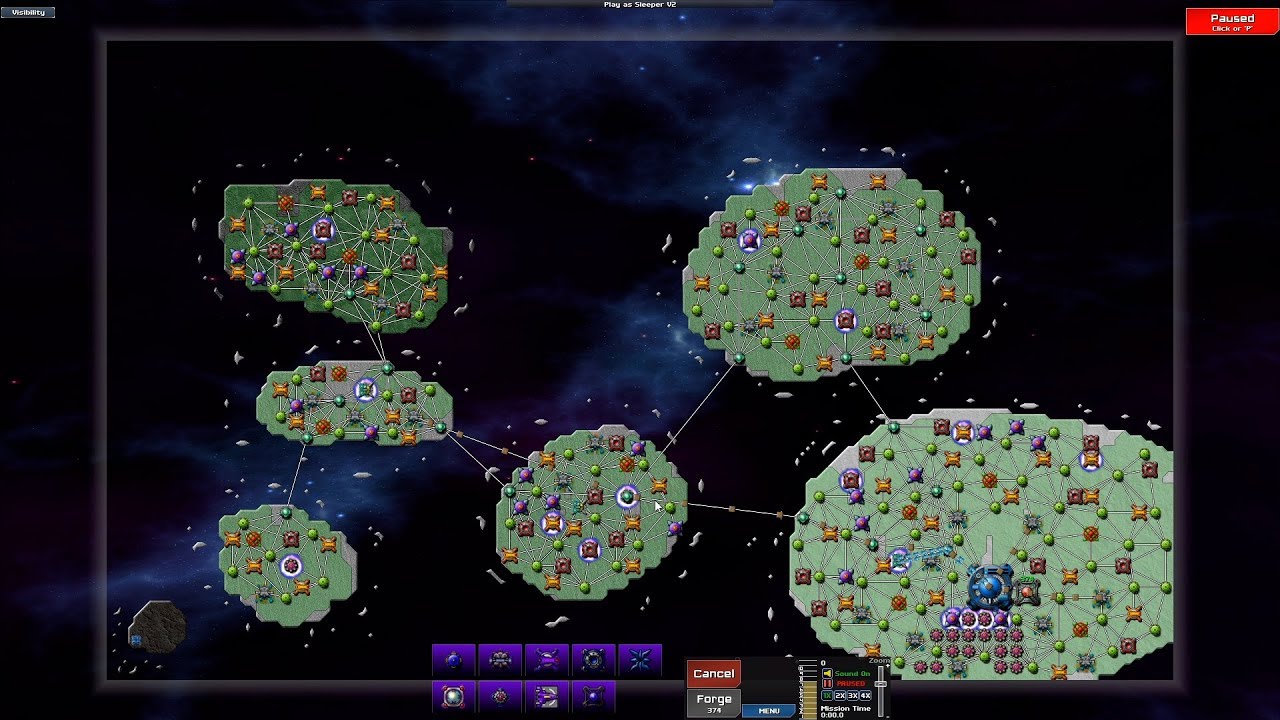 Play as Sleeper V2
Visibility
Paused
Click or "P"
Cancel
Forge
374
MENU
0
Zoom
Sound On
PAUSED
1X 2X 3X 4X
Mission Time
0:00.0